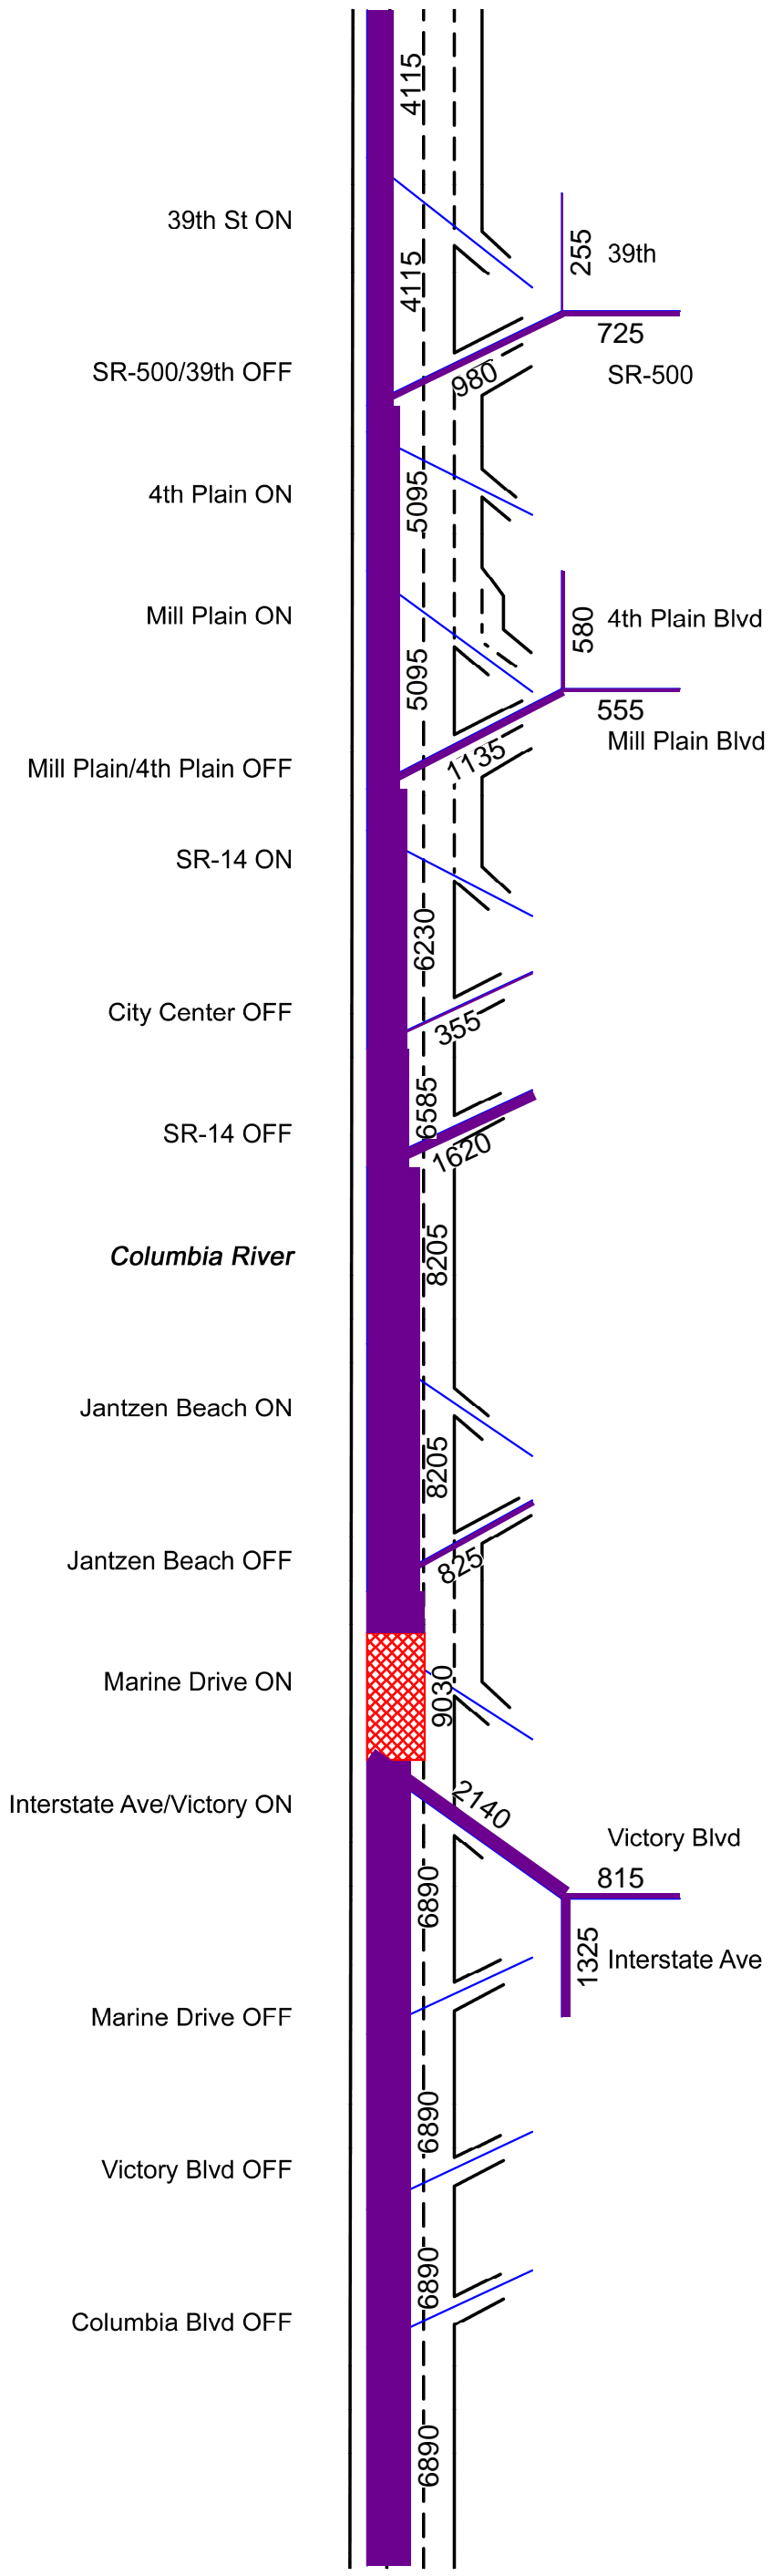 4115
39th St ON
255
39th
4115
725
SR-500/39th OFF
980
SR-500
4th Plain ON
5095
Mill Plain ON
580
4th Plain Blvd
5095
555
Mill Plain Blvd
Mill Plain/4th Plain OFF
1135
SR-14 ON
6230
City Center OFF
355
6585
SR-14 OFF
1620
Columbia River
8205
Jantzen Beach ON
8205
Jantzen Beach OFF
825
Marine Drive ON
9030
Interstate Ave/Victory ON
2140
Victory Blvd
815
6890
1325
Interstate Ave
Marine Drive OFF
6890
Victory Blvd OFF
6890
Columbia Blvd OFF
6890